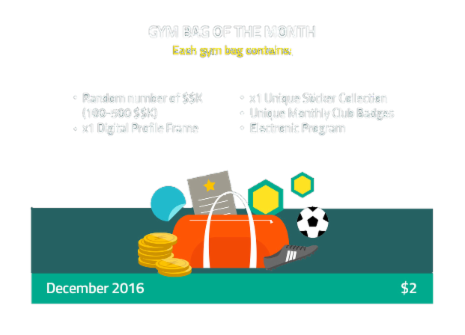 GYM BAG OF THE MONTH
Each gym bag contains:
• Random number of $$K
(100-500 $$K)
• x1 Digital Profile Frame
• x1 Unique Sticker Collection
• Unique Monthly Club Badges
• Electronic Program
December 2016
$2